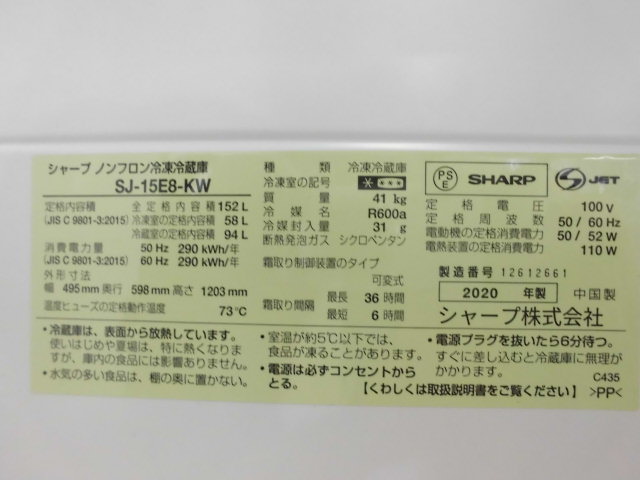 シャープ ノンフロン冷凍冷蔵庫
SJ-15E8-KW
定格内容積 全定格内容積 152 L
(JIS C 9801-3:2015) 冷凍室の定格内容積 58 L
冷蔵室の定格内容積 94 L
消費電力量 50 Hz 290 kWh/年
(JIS C 9801-3:2015) 60 Hz 290 kWh/年
外形寸法
幅 495 mm 奥行 598 mm 高さ 1203 mm
温度ヒューズの定格動作温度 73℃
種類 冷凍冷蔵庫
冷凍室の記号
質量 41 kg
冷媒名 R600a
冷媒封入量 31 g
断熱発泡ガス シクロペンタン
霜取り制御装置のタイプ
可変式
霜取り間隔 最長 36 時間
最短 6 時間
PS
E
SHARP
JET
定格電圧 100 V
定格周波数 50 / 60 Hz
電動機の定格消費電力 50 / 52 W
電熱装置の定格消費電力 110 W
製造番号 12612661
2020 年製 中国製
シャープ株式会社
・冷蔵庫は、表面から放熱しています。
使いはじめや夏場は、特に熱くなりま
すが、庫内の食品には影響ありません。
・水気の多い食品は、棚の奥に置かない。
・室温が約5℃以下では、
食品が凍ることがあります。
・電源は必ずコンセントから
とる。
・電源プラグを抜いたら6分待つ。
すぐに差し込むと冷蔵庫に無理が
かかります。
C435
【くわしくは取扱説明書をご覧ください】 >PP<